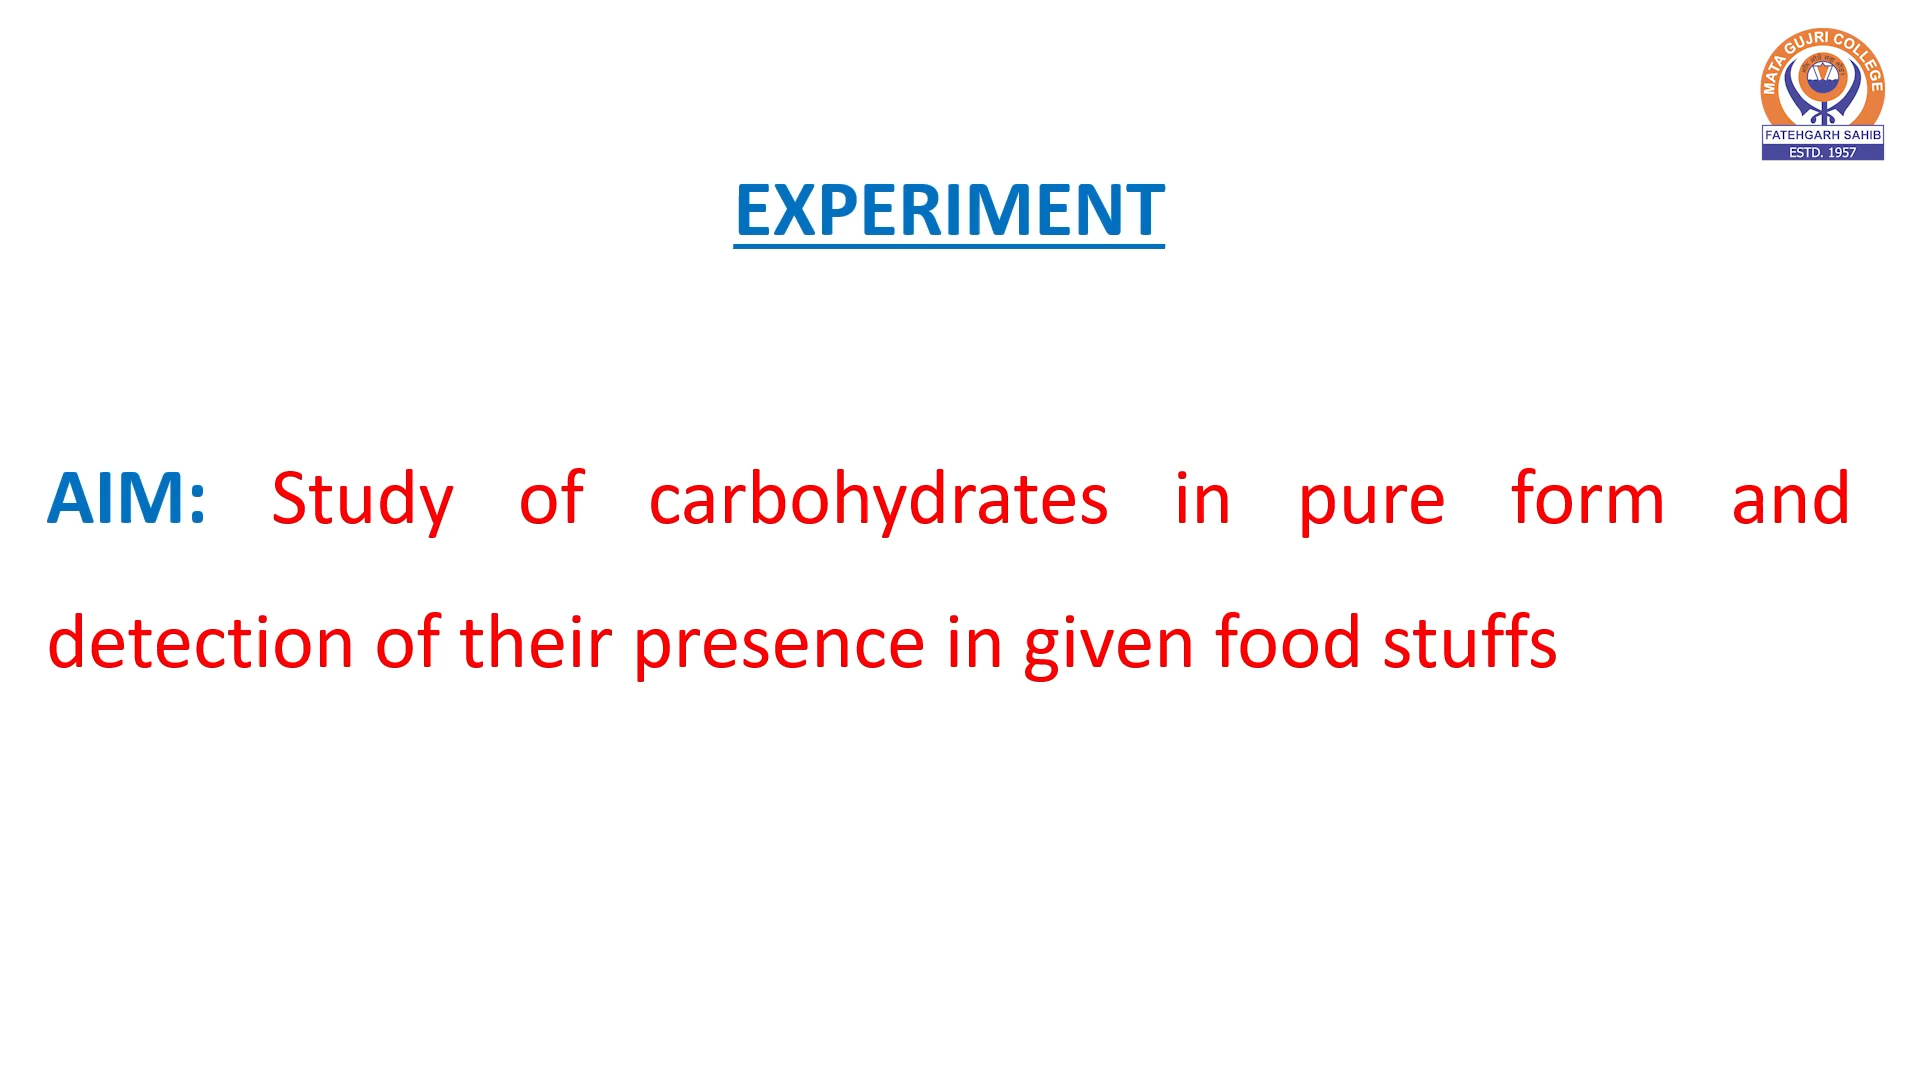 MATA GUJRI COLLEGE
FATEHGARH SAHIB
ESTD. 1957
EXPERIMENT
AIM: Study of carbohydrates in pure form and
detection of their presence in given food stuffs